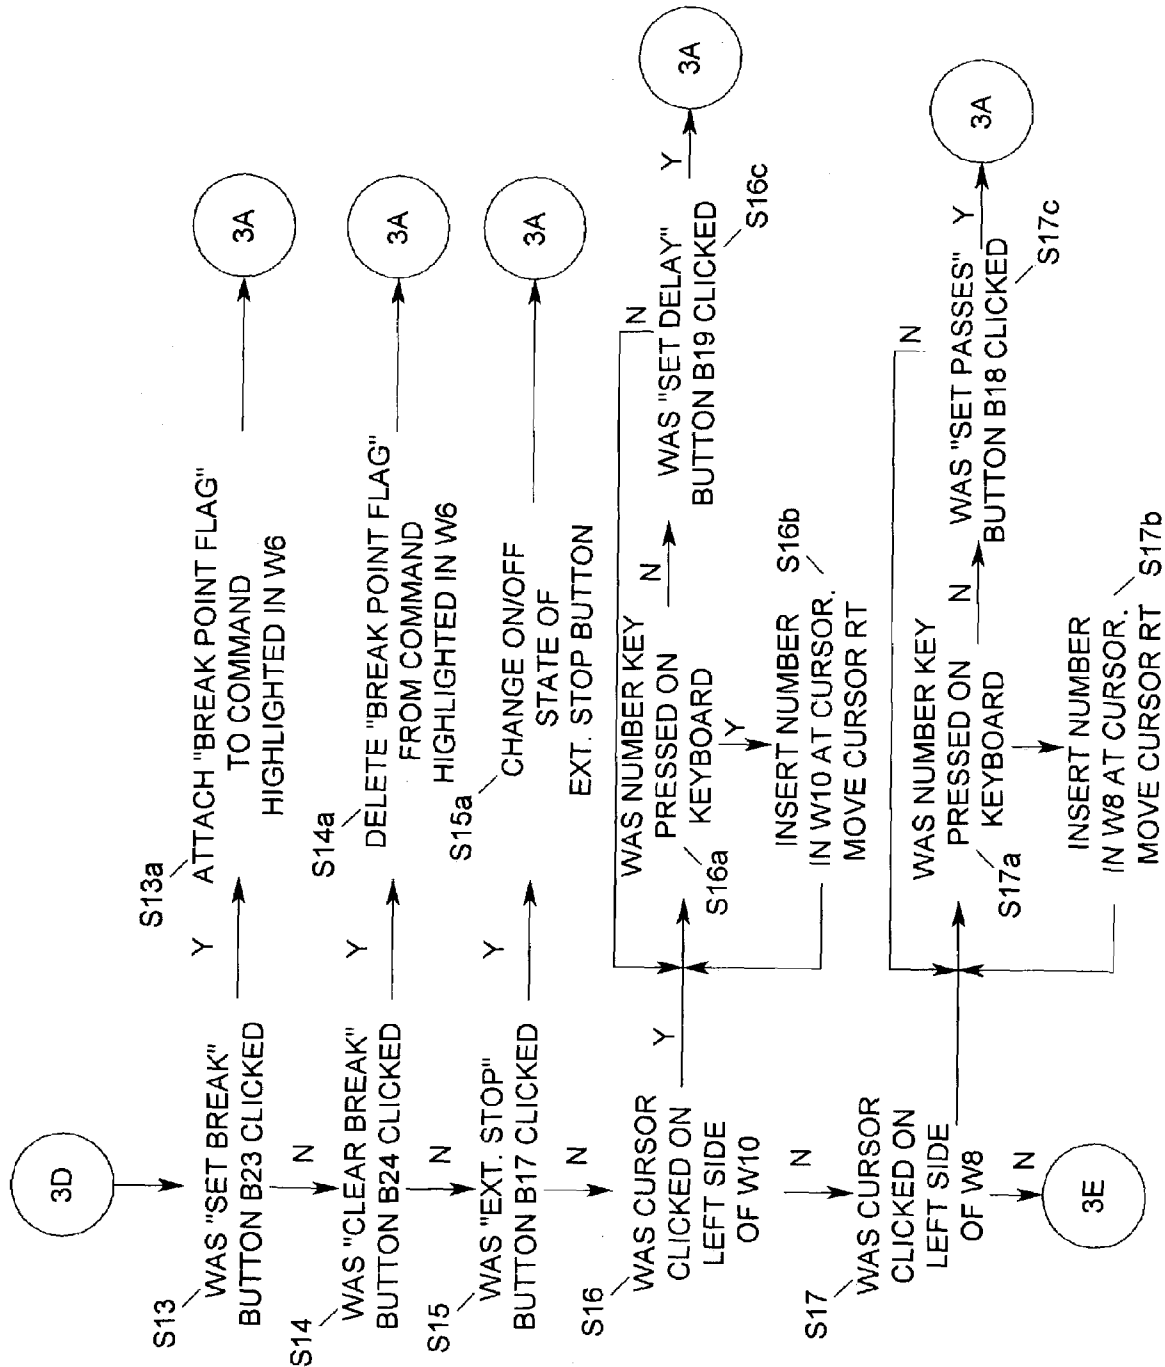 3D
S13
WAS "SET BREAK"
BUTTON B23 CLICKED
Y
S13a
ATTACH "BREAK POINT FLAG"
TO COMMAND
HIGHLIGHTED IN W6
3A
N
S14
WAS "CLEAR BREAK"
BUTTON B24 CLICKED
Y
S14a
DELETE "BREAK POINT FLAG"
FROM COMMAND
HIGHLIGHTED IN W6
3A
N
S15
WAS "EXT. STOP"
BUTTON B17 CLICKED
Y
S15a
CHANGE ON/OFF
STATE OF
EXT. STOP BUTTON
3A
N
S16
WAS CURSOR
CLICKED ON
LEFT SIDE
OF W10
Y
WAS NUMBER KEY
PRESSED ON
KEYBOARD
S16a
N
WAS "SET DELAY"
BUTTON B19 CLICKED
S16c
N
Y
3A
Y
INSERT NUMBER
IN W10 AT CURSOR.
MOVE CURSOR RT
S16b
N
S17
WAS CURSOR
CLICKED ON
LEFT SIDE
OF W8
WAS NUMBER KEY
PRESSED ON
KEYBOARD
S17a
N
WAS "SET PASSES"
BUTTON B18 CLICKED
S17c
N
Y
3A
INSERT NUMBER
IN W8 AT CURSOR.
MOVE CURSOR RT
S17b
N
3E